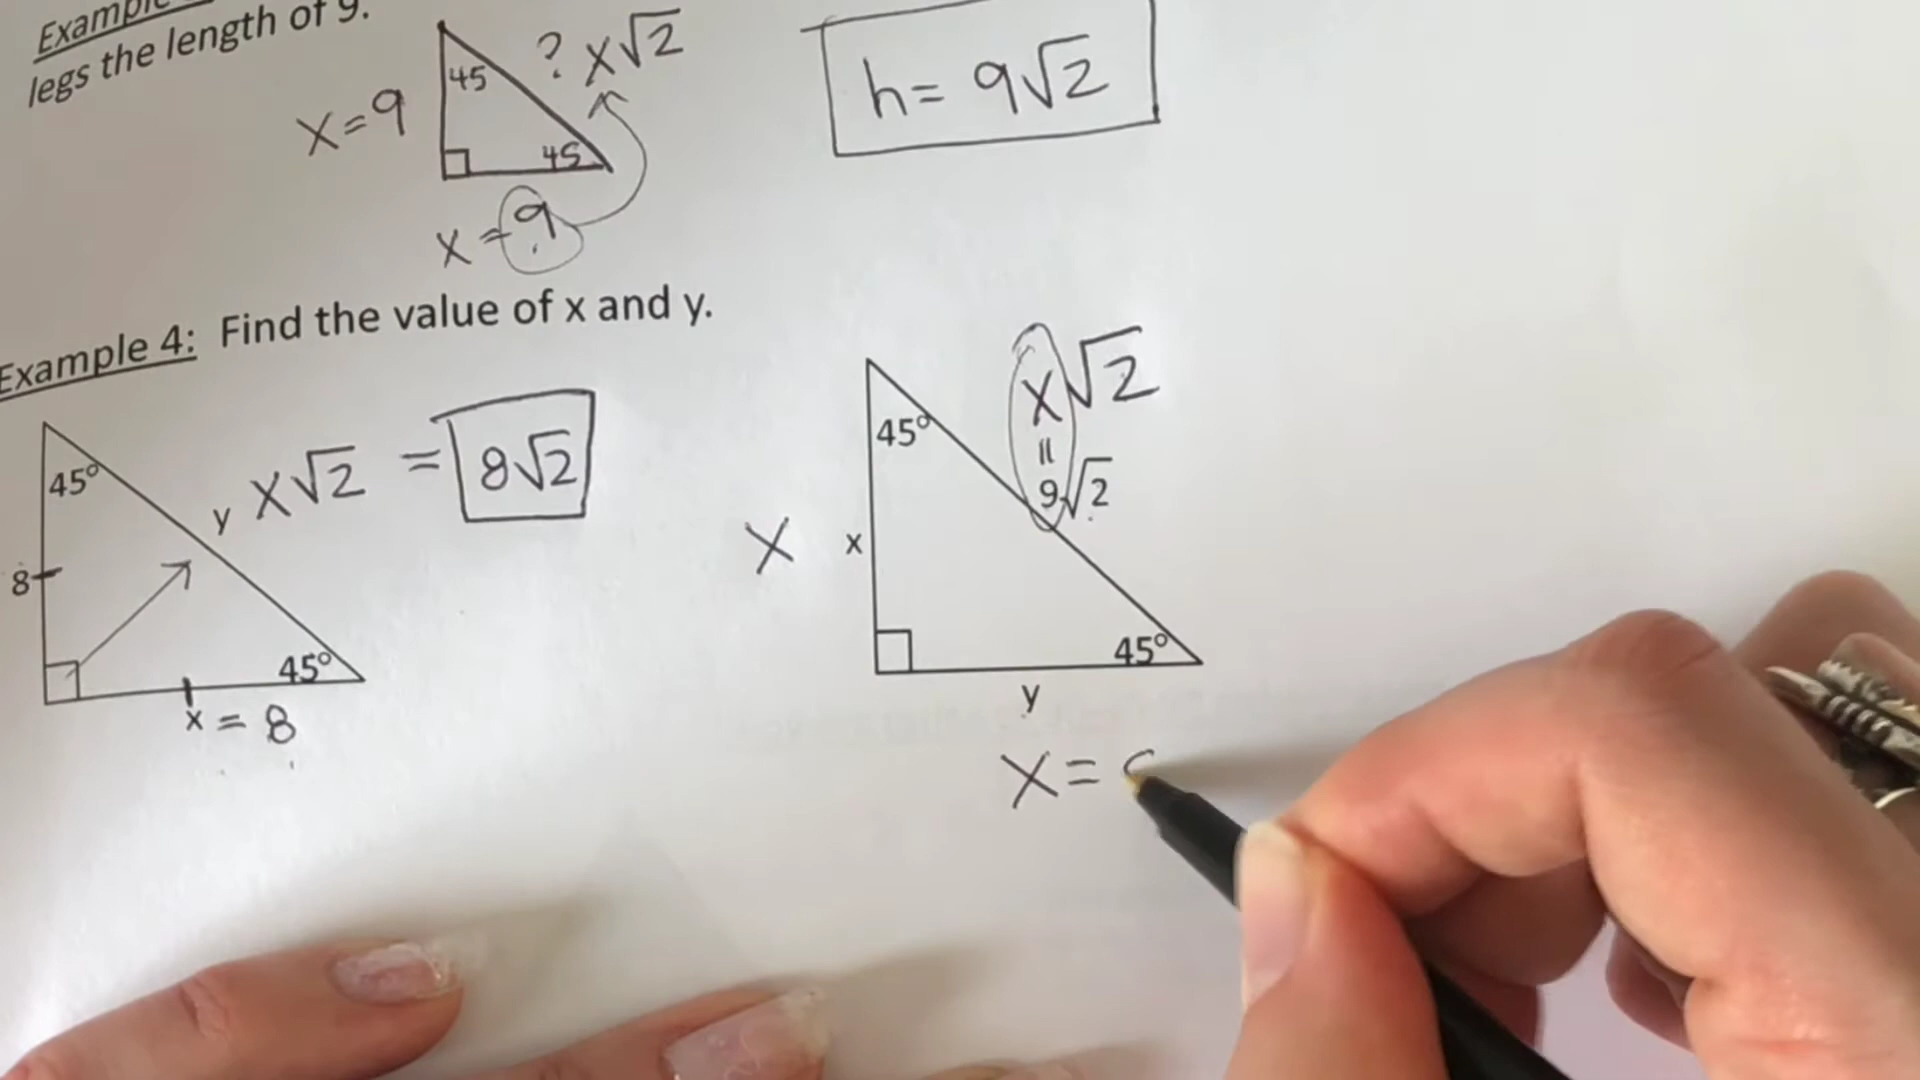 Example
legs the length of 9.
45
? x√2
x=9
45
x=9
h= 9√2
Example 4: Find the value of x and y.
45°
y x√2 = 8√2
8
45°
x = 8
x√2
=
9√2
45°
X x
45°
y
X=